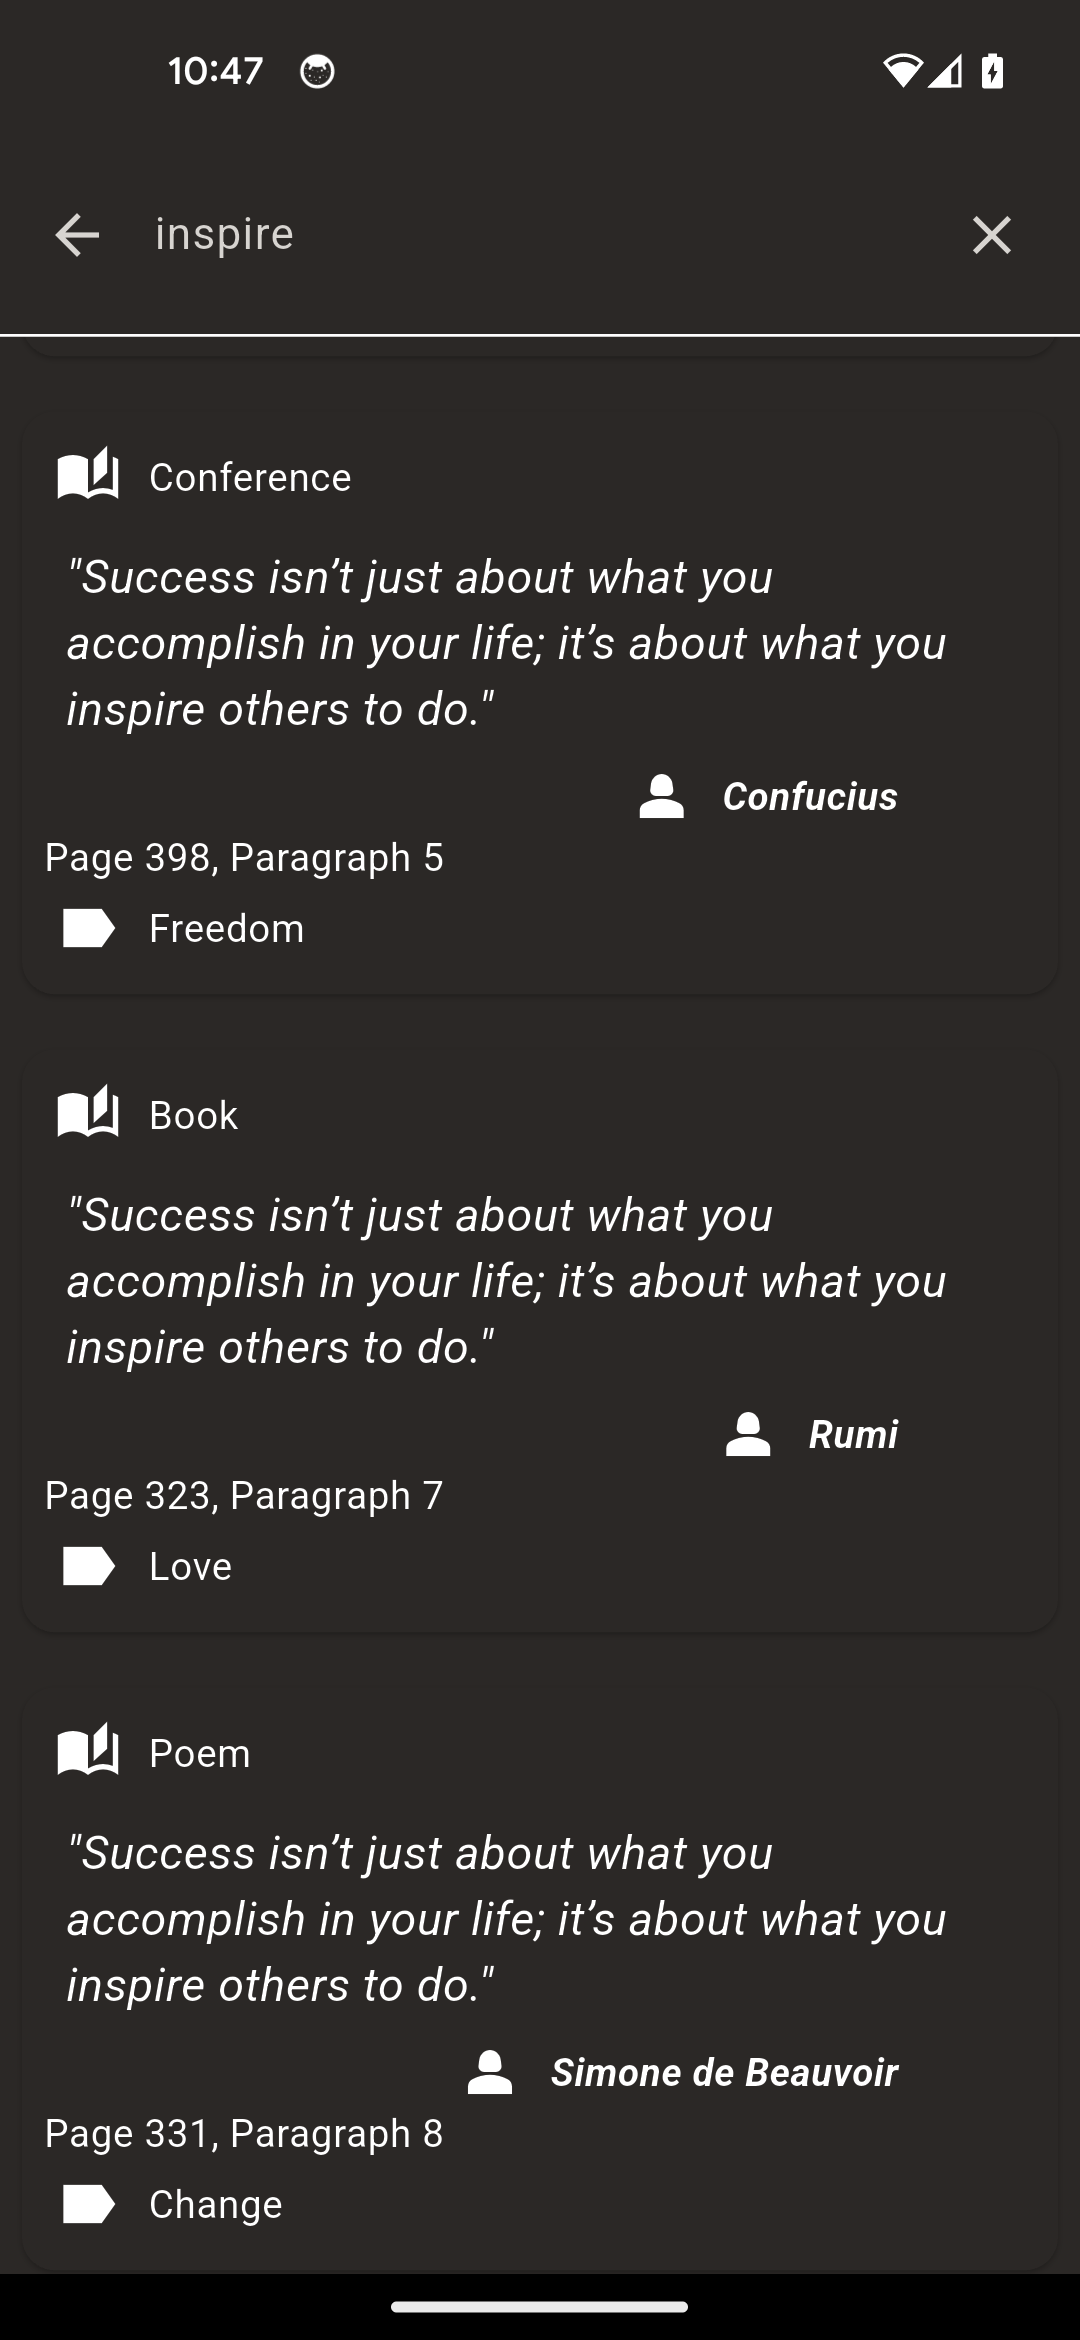 10:47
inspire
Conference
"Success isn’t just about what you
accomplish in your life; it’s about what you
inspire others to do."
Confucius
Page 398, Paragraph 5
Freedom
Book
"Success isn’t just about what you
accomplish in your life; it’s about what you
inspire others to do."
Rumi
Page 323, Paragraph 7
Love
Poem
"Success isn’t just about what you
accomplish in your life; it’s about what you
inspire others to do."
Simone de Beauvoir
Page 331, Paragraph 8
Change